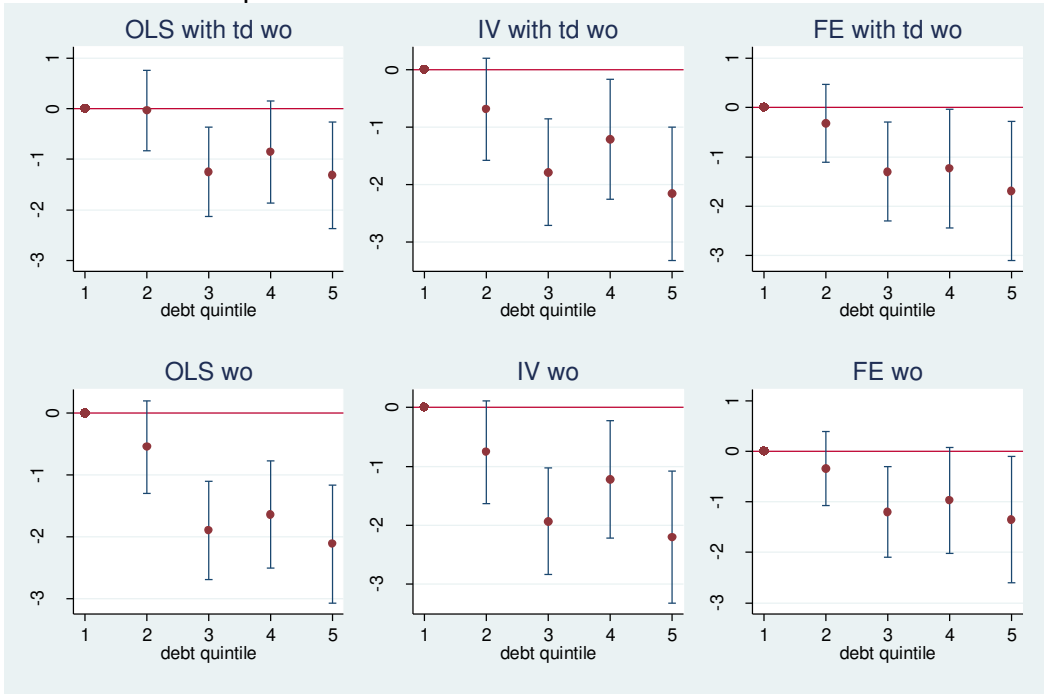 OLS with td wo
1
0
-1
-2
-3
1 2 3 4 5
debt quintile
IV with td wo
0
-1
-2
-3
1 2 3 4 5
debt quintile
FE with td wo
1
0
-1
-2
-3
1 2 3 4 5
debt quintile
OLS wo
0
-1
-2
-3
1 2 3 4 5
debt quintile
IV wo
0
-1
-2
-3
1 2 3 4 5
debt quintile
FE wo
1
0
-1
-2
-3
1 2 3 4 5
debt quintile